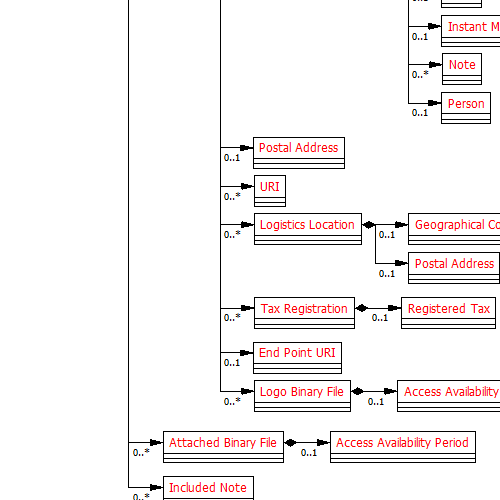 Instant M
0..1
Note
0..*
Person
0..1
Postal Address
0..1
URI
0..*
Logistics Location
0..*
Geographical Co
0..1
Postal Address
0..1
Tax Registration
0..*
Registered Tax
0..1
End Point URI
0..1
Logo Binary File
0..*
Access Availability
0..1
Attached Binary File
0..*
Access Availability Period
0..1
Included Note
0..*